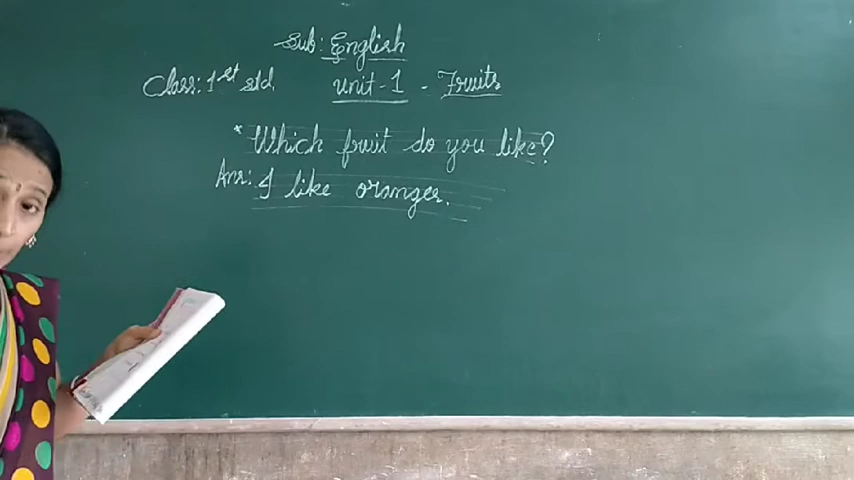 Sub: English
Class: 1st std. unit-1 - Fruits
* Which fruit do you like?
Ans: I like oranges.